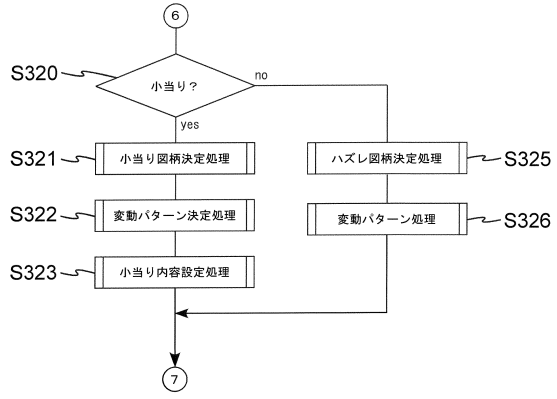 6
S320
小当り?
no
yes
S321
小当り図柄決定処理
ハズレ図柄決定処理
S325
S322
変動パターン決定処理
変動パターン処理
S326
S323
小当り内容設定処理
7